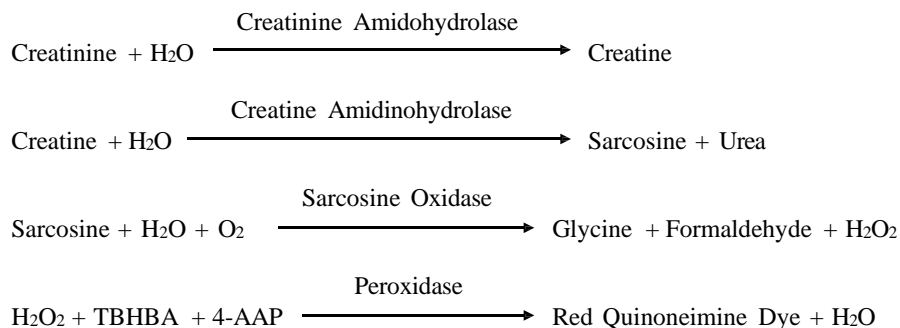 Creatinine Amidohydrolase
Creatinine + H2O Creatine
Creatine Amidinohydrolase
Creatine + H2O Sarcosine + Urea
Sarcosine Oxidase
Sarcosine + H2O + O2 Glycine + Formaldehyde + H2O2
Peroxidase
H2O2 + TBHBA + 4-AAP Red Quinoneimine Dye + H2O